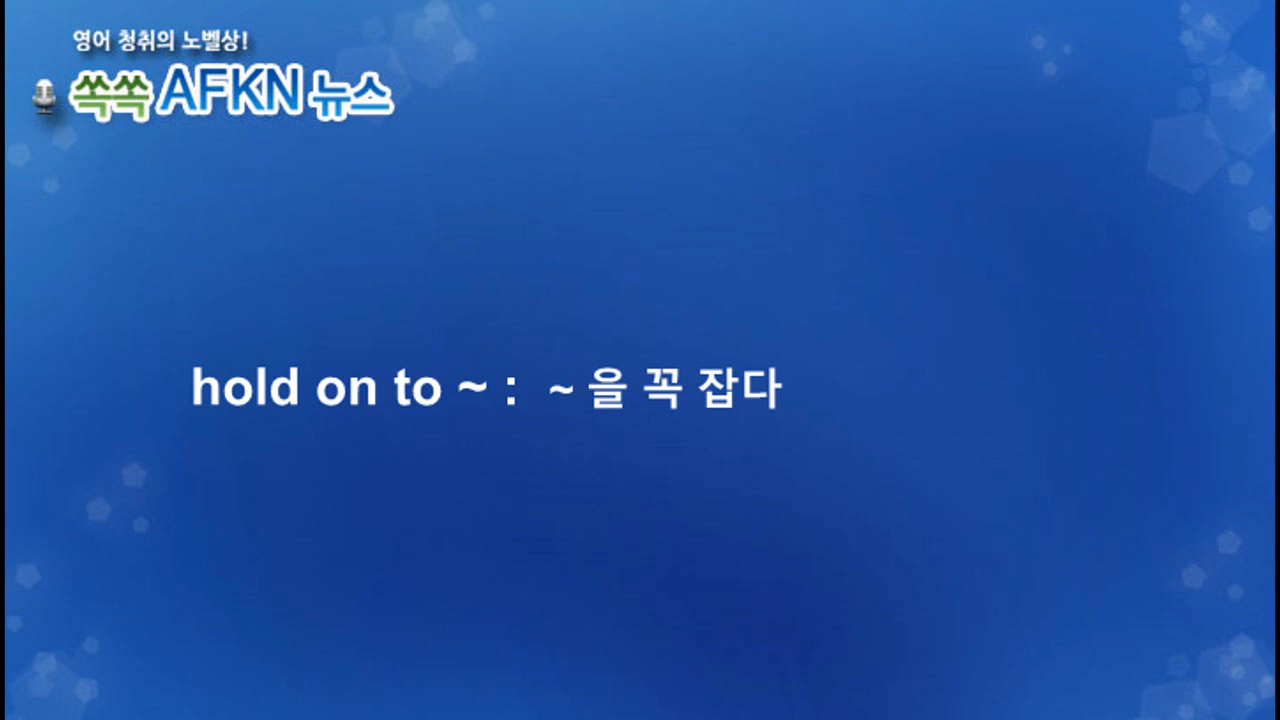 영어 청취의 노벨상!
쏙쏙 AFKN 뉴스
hold on to ~ : ~ 을 꼭 잡다